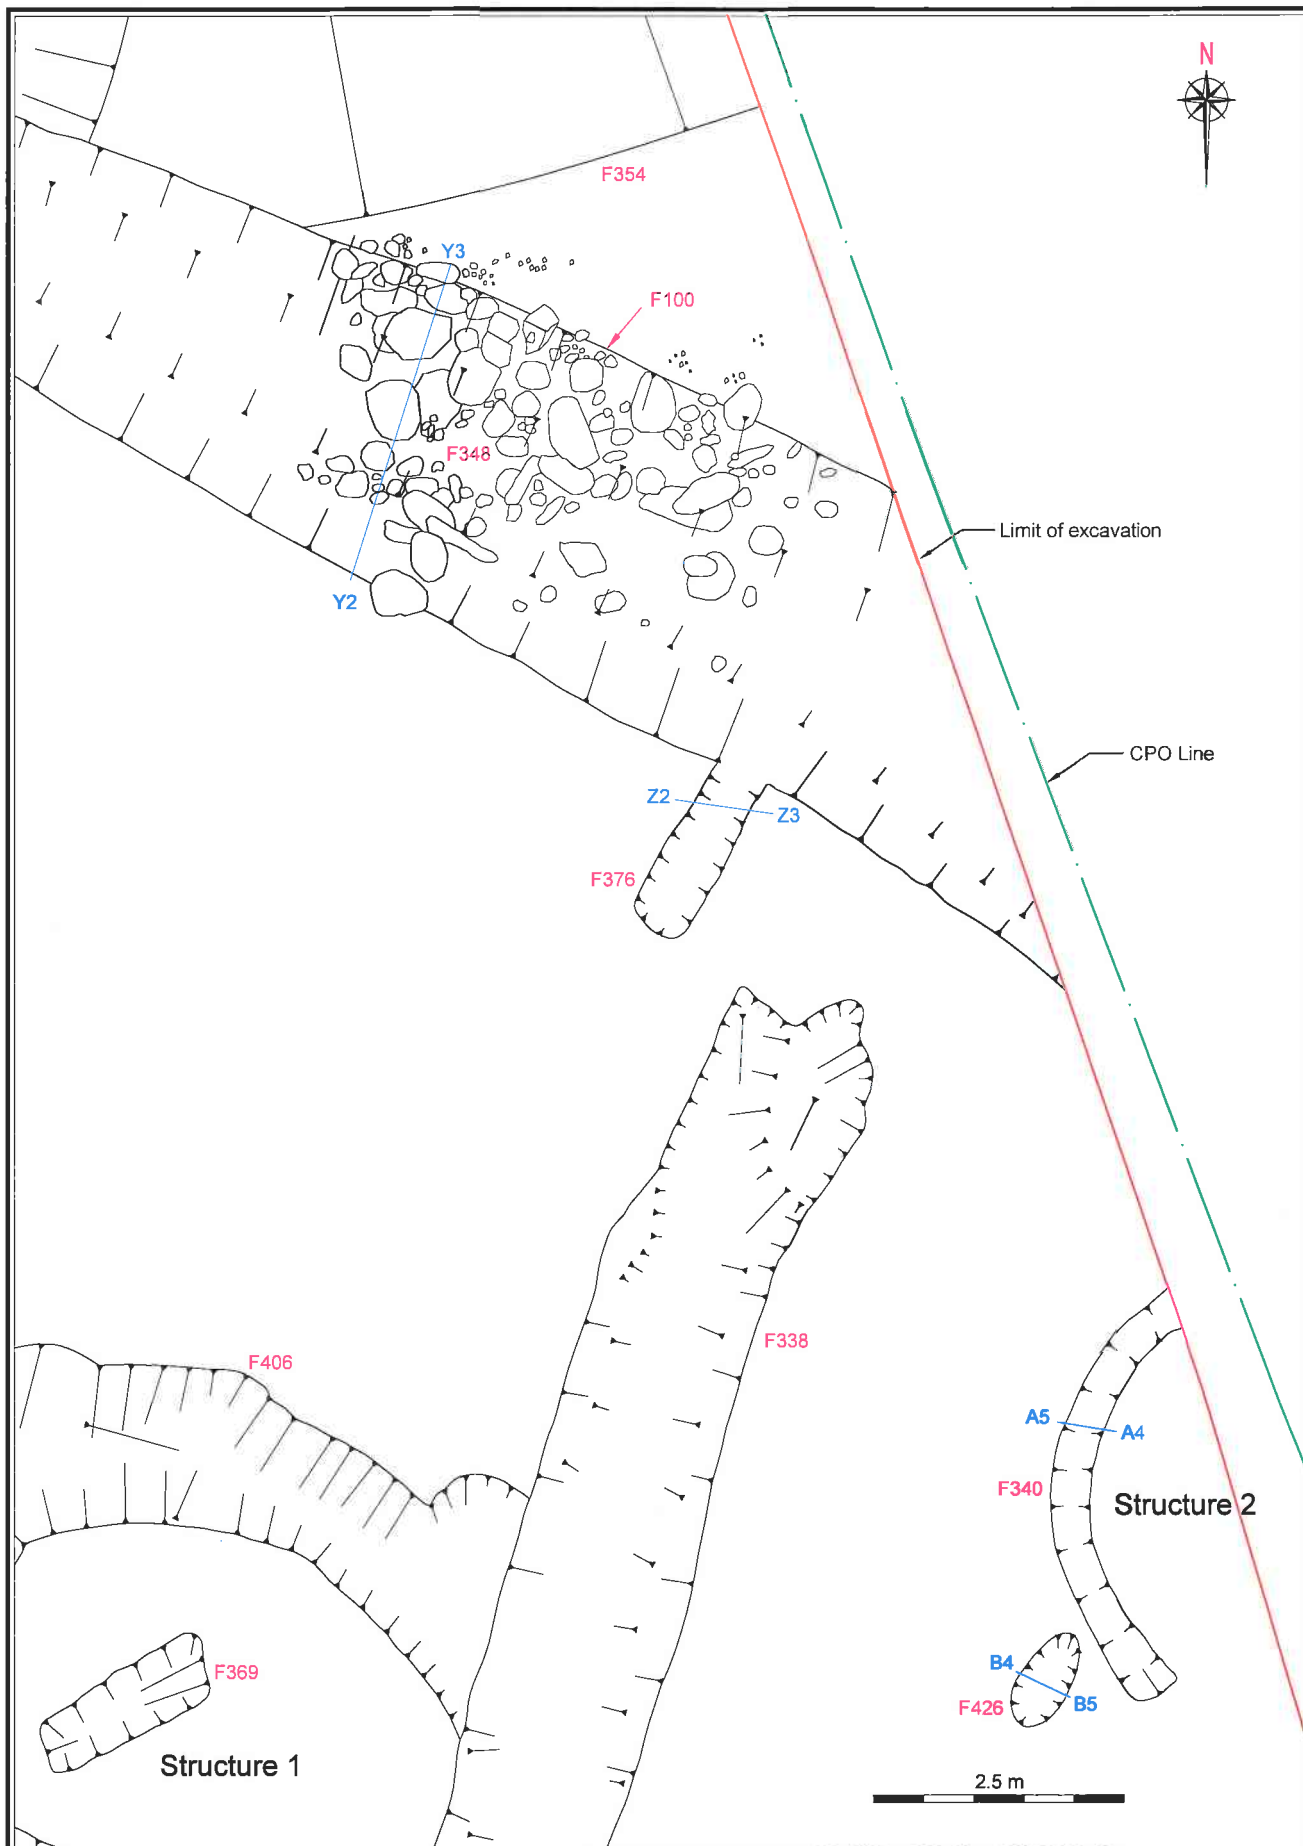 N
F354
Y3
F100
F348
Limit of excavation
Y2
CPO Line
Z2
Z3
F376
F338
F406
A5
A4
F340
Structure 2
F369
B4
B5
F426
Structure 1
2.5 m